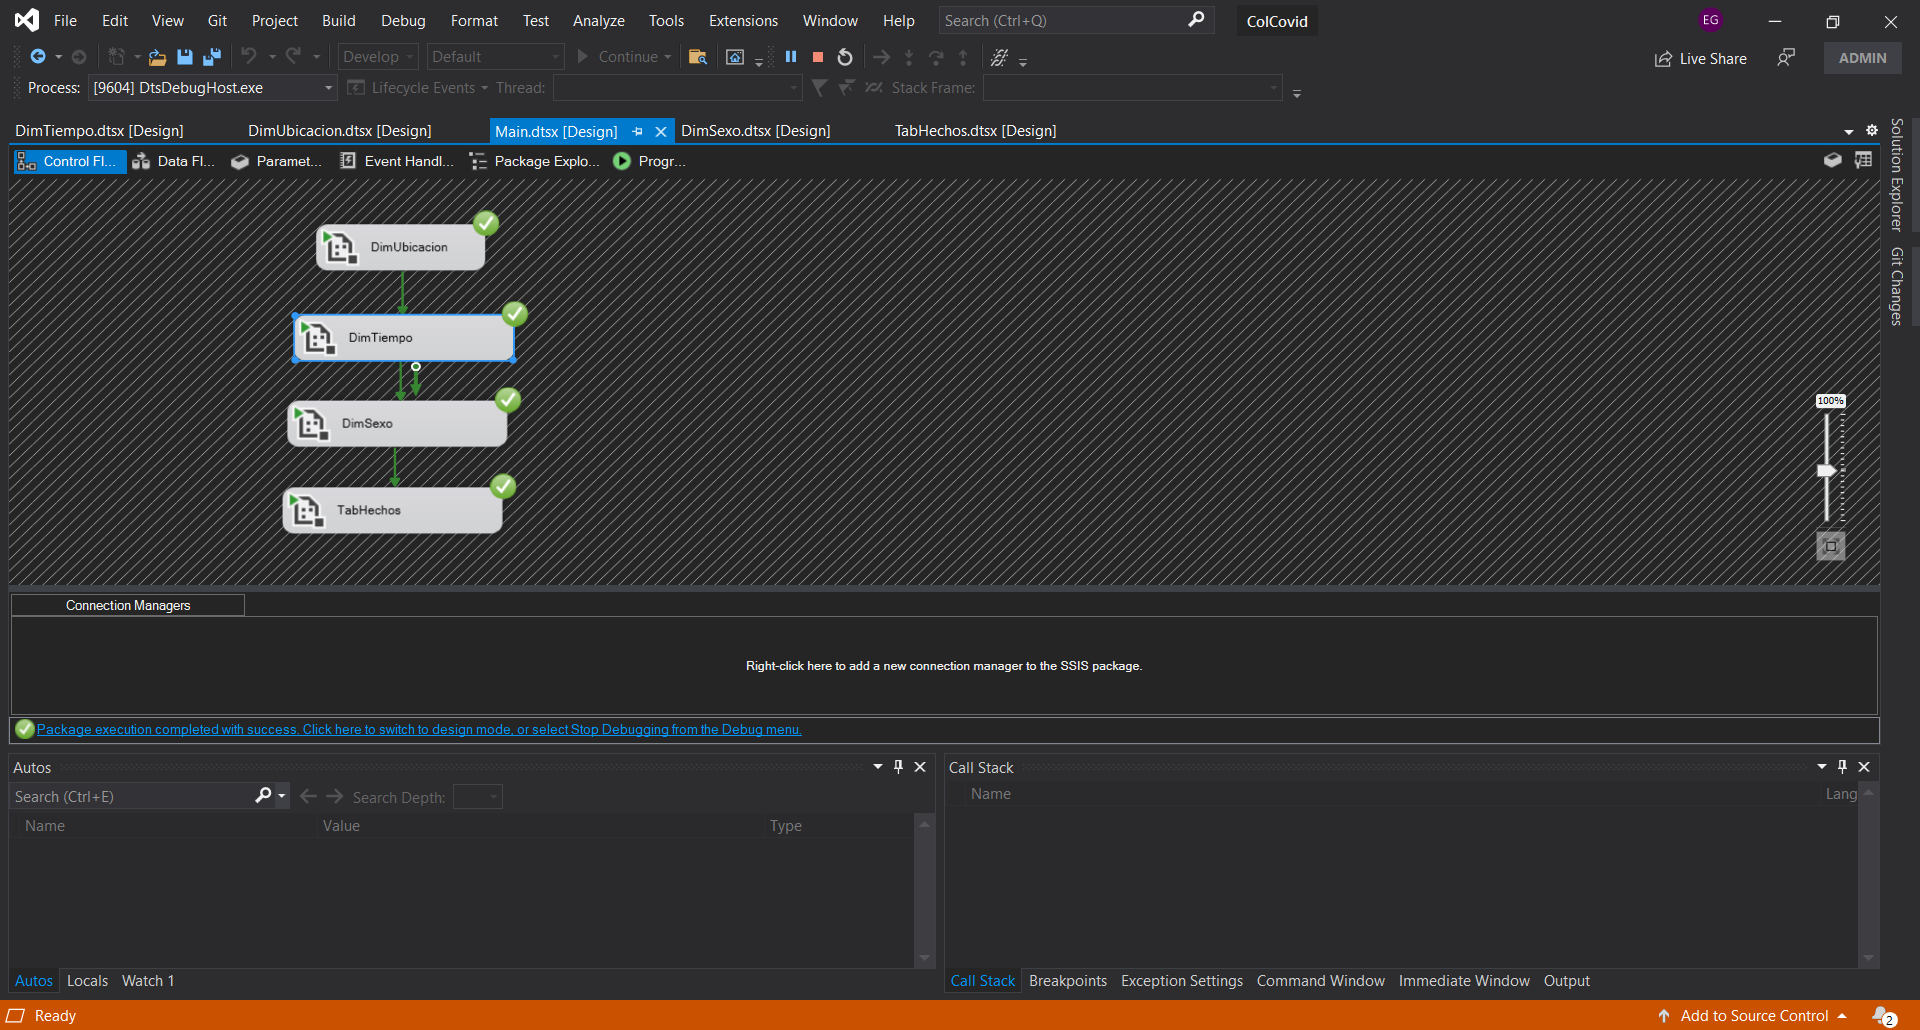 File Edit View Git Project Build Debug Format Test Analyze Tools Extensions Window Help Search (Ctrl+Q) ColCovid EG
Develop Default Continue Live Share ADMIN
Process: [9604] DtsDebugHost.exe Lifecycle Events Thread: Stack Frame:
DimTiempo.dtsx [Design] DimUbicacion.dtsx [Design] Main.dtsx [Design] DimSexo.dtsx [Design] TabHechos.dtsx [Design]
Control Fl... Data Fl... Paramet... Event Handl... Package Explo... Progr...
Solution Explorer
Git Changes
DimUbicacion
DimTiempo
DimSexo
TabHechos
100%
Connection Managers
Right-click here to add a new connection manager to the SSIS package.
Package execution completed with success. Click here to switch to design mode, or select Stop Debugging from the Debug menu.
Autos
Search (Ctrl+E) Search Depth:
Name Value Type
Autos Locals Watch 1
Call Stack
Name Lang
Call Stack Breakpoints Exception Settings Command Window Immediate Window Output
Ready Add to Source Control 2